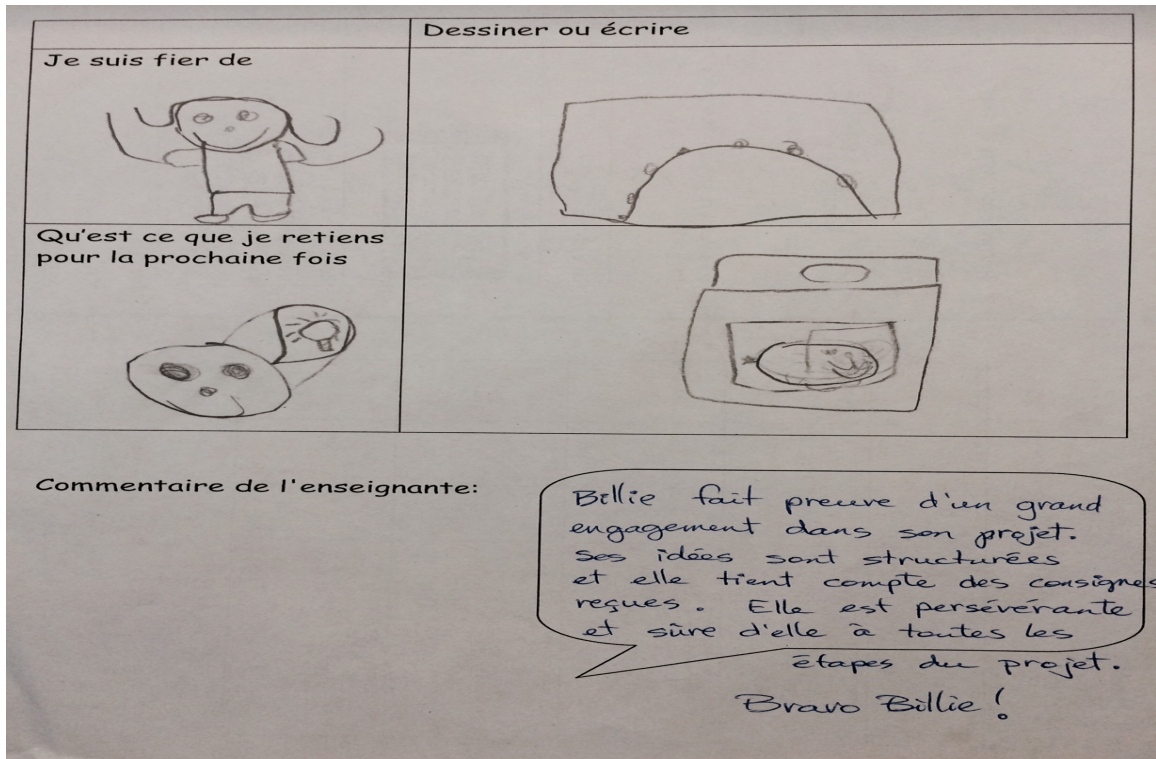 Dessiner ou écrire
Je suis fier de
Qu'est ce que je retiens
pour la prochaine fois
Commentaire de l'enseignante:
Billie fait preuve d'un grand
engagement dans son projet.
Ses idées sont structurées
et elle tient compte des consignes
reçues. Elle est persévérante
et sûre d'elle à toutes les
étapes du projet.
Bravo Billie !